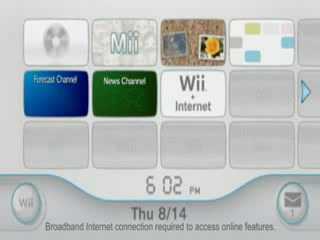 Mii
Forecast Channel
News Channel
Wii
+
Internet
6:02 PM
Wii
1
Thu 8/14
Broadband Internet connection required to access online features.